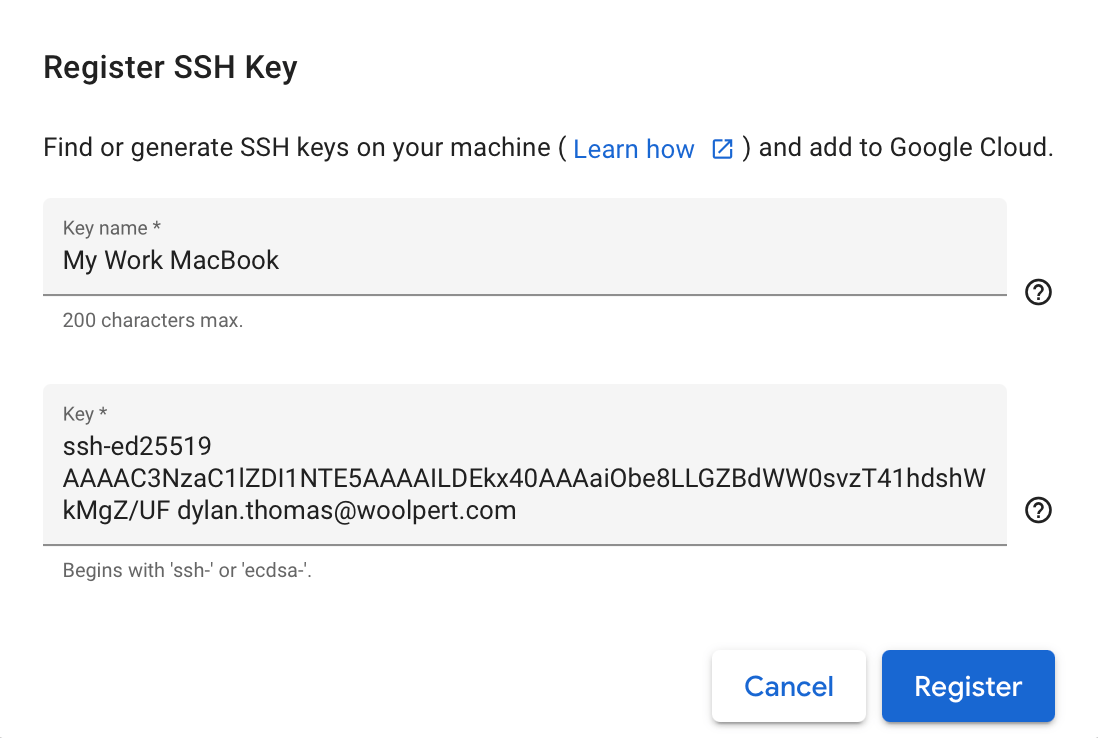 Register SSH Key
Find or generate SSH keys on your machine ( Learn how ) and add to Google Cloud.
Key name *
My Work MacBook
200 characters max.
Key *
ssh-ed25519
AAAAC3NzaC1lZDI1NTE5AAAAILDEkx40AAAaiObe8LLGZBdWW0svzT41hdshW
kMgZ/UF dylan.thomas@woolpert.com
Begins with 'ssh-' or 'ecdsa-'.
Cancel
Register